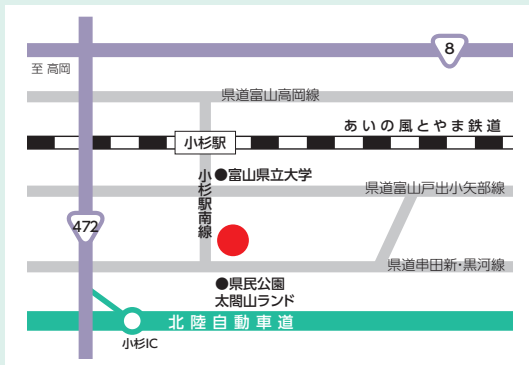 8
至 高岡
県道富山高岡線
あいの風とやま鉄道
小杉駅
●富山県立大学
小杉駅南線
県道富山戸出小矢部線
472
県道串田新・黒河線
●県民公園
太閤山ランド
北陸自動車道
小杉IC